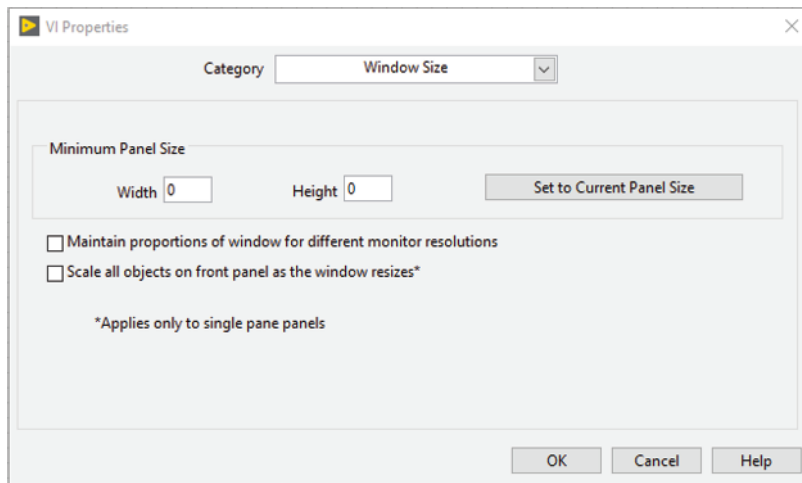 VI Properties
Category Window Size
Minimum Panel Size
Width 0 Height 0 Set to Current Panel Size
Maintain proportions of window for different monitor resolutions
Scale all objects on front panel as the window resizes*
*Applies only to single pane panels
OK Cancel Help